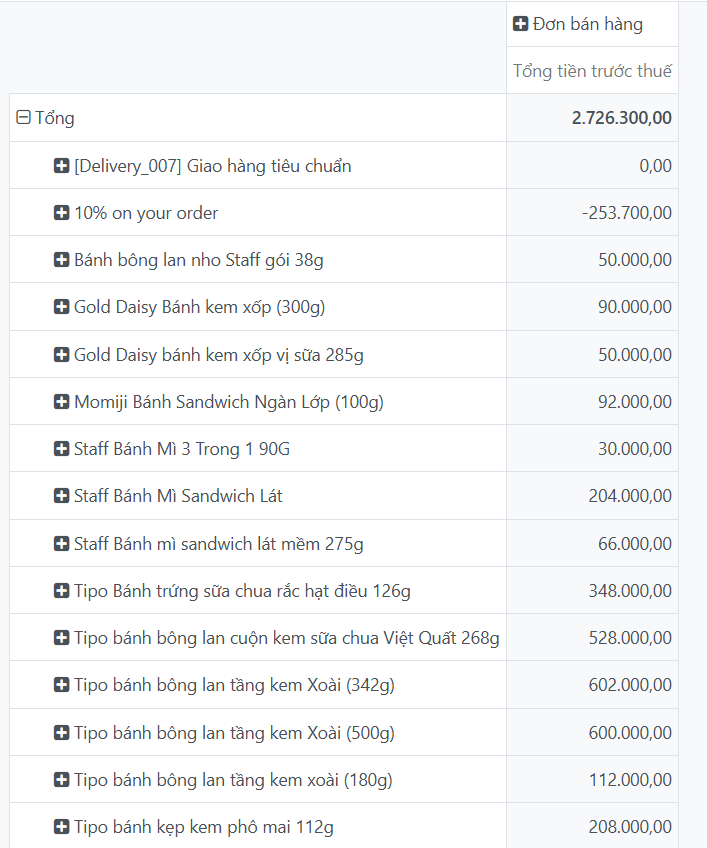 Đơn bán hàng
Tổng tiền trước thuế
Tổng 2.726.300,00
[Delivery_007] Giao hàng tiêu chuẩn 0,00
10% on your order -253.700,00
Bánh bông lan nho Staff gói 38g 50.000,00
Gold Daisy Bánh kem xốp (300g) 90.000,00
Gold Daisy bánh kem xốp vị sữa 285g 50.000,00
Momiji Bánh Sandwich Ngàn Lớp (100g) 92.000,00
Staff Bánh Mì 3 Trong 1 90G 30.000,00
Staff Bánh Mì Sandwich Lát 204.000,00
Staff Bánh mì sandwich lát mềm 275g 66.000,00
Tipo Bánh trứng sữa chua rắc hạt điều 126g 348.000,00
Tipo bánh bông lan cuộn kem sữa chua Việt Quất 268g 528.000,00
Tipo bánh bông lan tầng kem Xoài (342g) 602.000,00
Tipo bánh bông lan tầng kem Xoài (500g) 600.000,00
Tipo bánh bông lan tầng kem xoài (180g) 112.000,00
Tipo bánh kẹp kem phô mai 112g 208.000,00